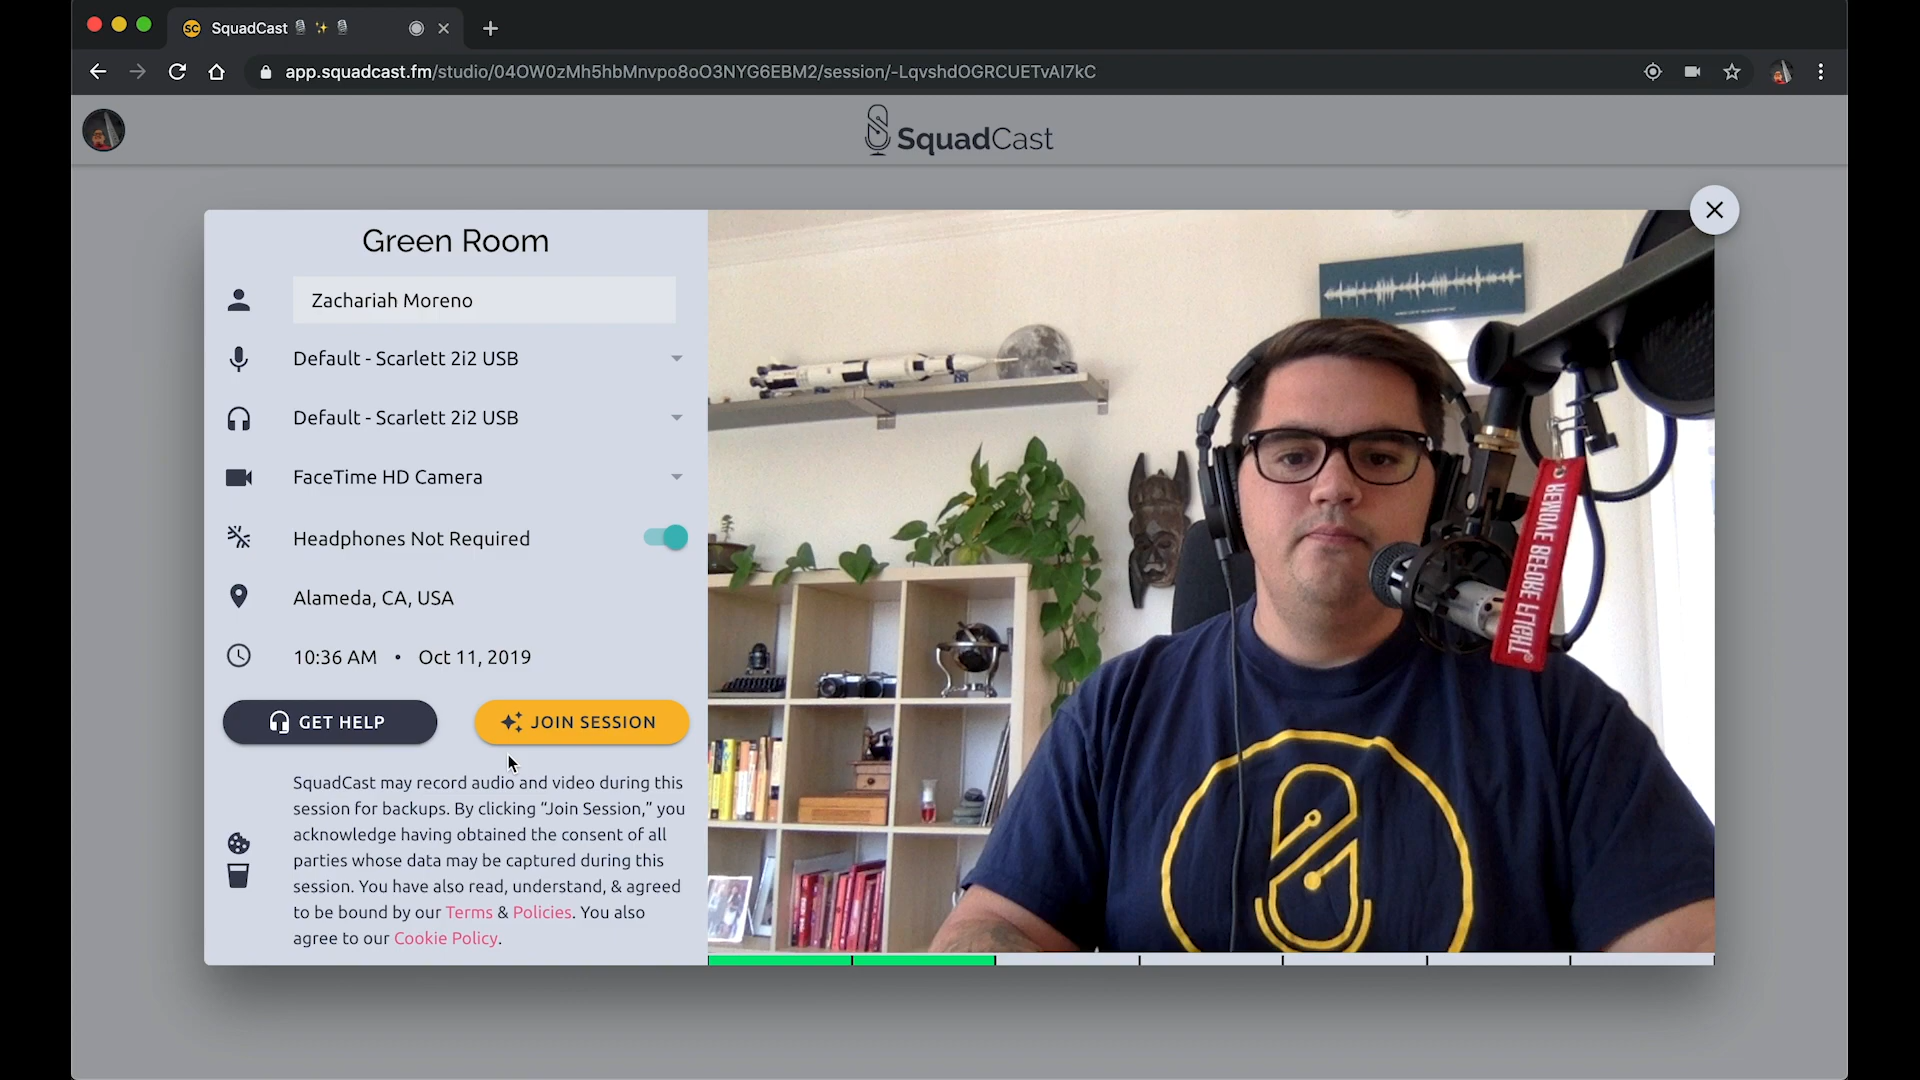 SquadCast
app.squadcast.fm/studio/04OW0zMh5hbMnvpo8oO3NYG6EBM2/session/-LqvshdOGRCUETvAI7kC
SquadCast
Green Room
Zachariah Moreno
Default - Scarlett 2i2 USB
Default - Scarlett 2i2 USB
FaceTime HD Camera
Headphones Not Required
Alameda, CA, USA
10:36 AM • Oct 11, 2019
GET HELP
JOIN SESSION
SquadCast may record audio and video during this
session for backups. By clicking “Join Session,” you
acknowledge having obtained the consent of all
parties whose data may be captured during this
session. You have also read, understand, & agreed
to be bound by our Terms & Policies. You also
agree to our Cookie Policy.
REMOVE BEFORE FLIGHT